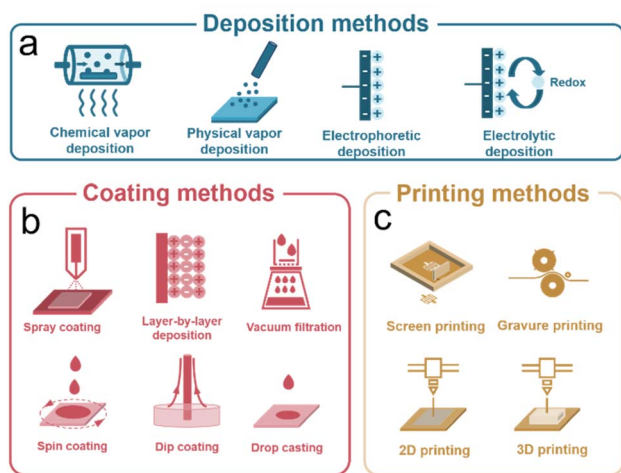 Deposition methods
a
Chemical vapor
deposition
Physical vapor
deposition
Electrophoretic
deposition
Redox
Electrolytic
deposition
Coating methods
b
Spray coating
Layer-by-layer
deposition
Vacuum filtration
Spin coating
Dip coating
Drop casting
Printing methods
c
Screen printing
Gravure printing
2D printing
3D printing